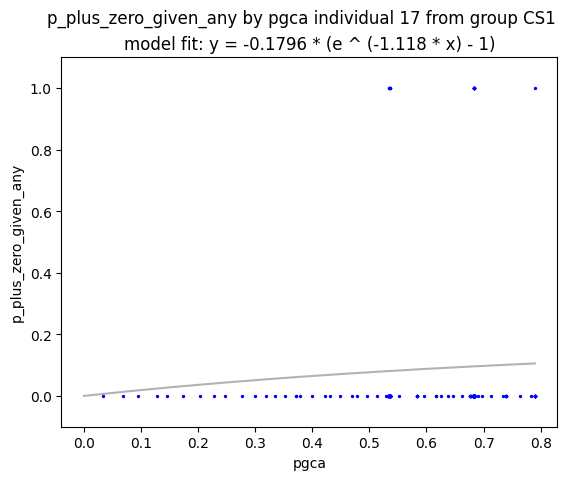 p_plus_zero_given_any by pgca individual 17 from group CS1
model fit: y = -0.1796 * (e ^ (-1.118 * x) - 1)
1.0
0.8
0.6
0.4
0.2
0.0
p_plus_zero_given_any
0.0 0.1 0.2 0.3 0.4 0.5 0.6 0.7 0.8
pgca